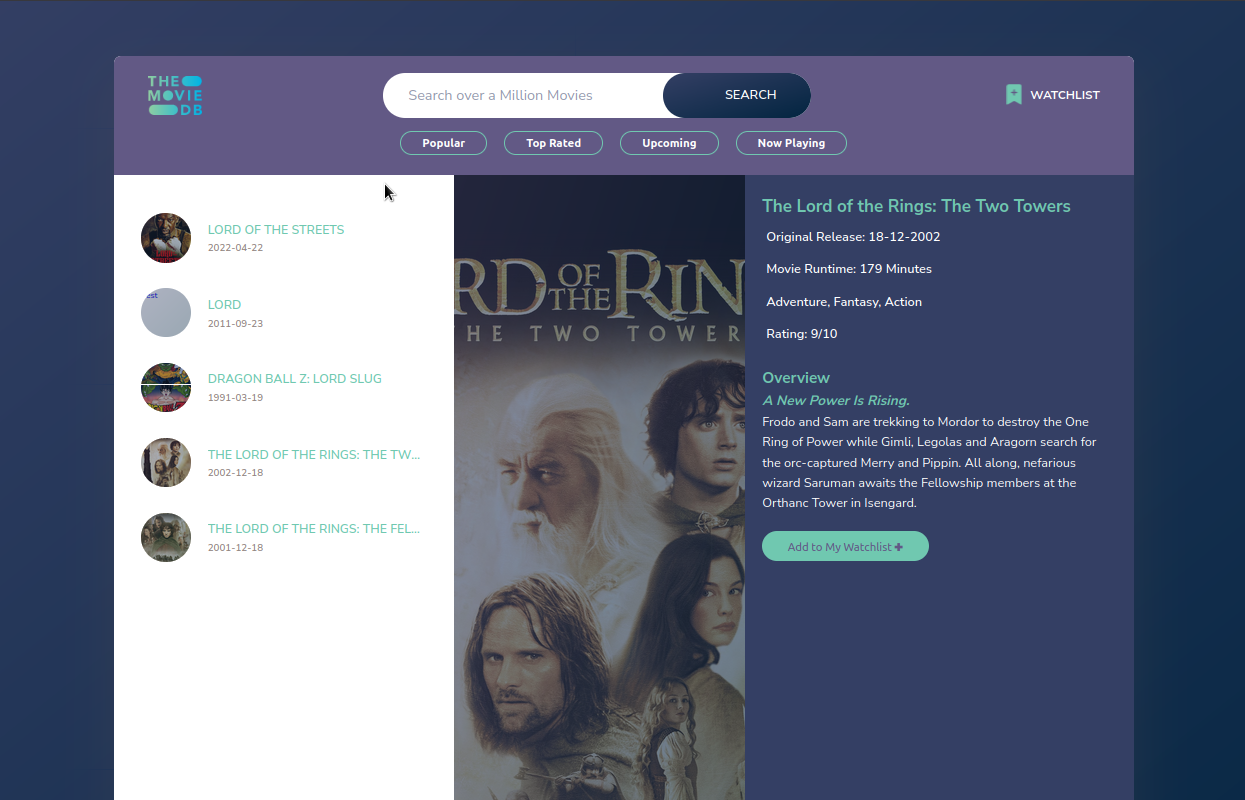 THE
MOVIE
DB
Search over a Million Movies
SEARCH
WATCHLIST
Popular
Top Rated
Upcoming
Now Playing
LORD OF THE STREETS
2022-04-22
LORD
2011-09-23
DRAGON BALL Z: LORD SLUG
1991-03-19
THE LORD OF THE RINGS: THE TW...
2002-12-18
THE LORD OF THE RINGS: THE FEL...
2001-12-18
RD OF THE RIN
HE TWO TOWER
The Lord of the Rings: The Two Towers
Original Release: 18-12-2002
Movie Runtime: 179 Minutes
Adventure, Fantasy, Action
Rating: 9/10
Overview
A New Power Is Rising.
Frodo and Sam are trekking to Mordor to destroy the One
Ring of Power while Gimli, Legolas and Aragorn search for
the orc-captured Merry and Pippin. All along, nefarious
wizard Saruman awaits the Fellowship members at the
Orthanc Tower in Isengard.
Add to My Watchlist